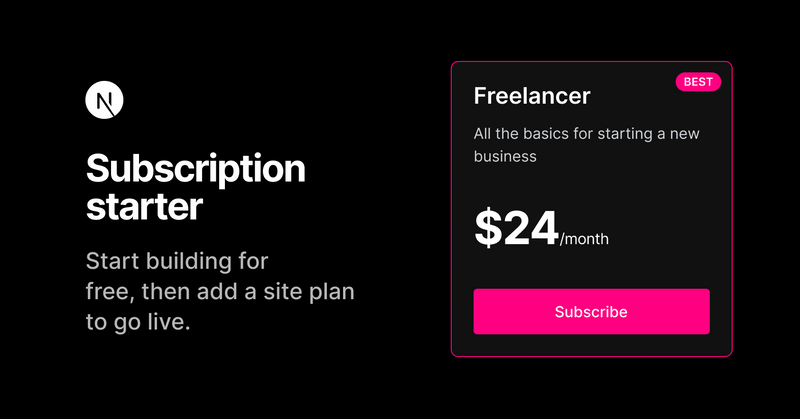 N
Subscription
starter
Start building for
free, then add a site plan
to go live.
BEST
Freelancer
All the basics for starting a new
business
$24/month
Subscribe